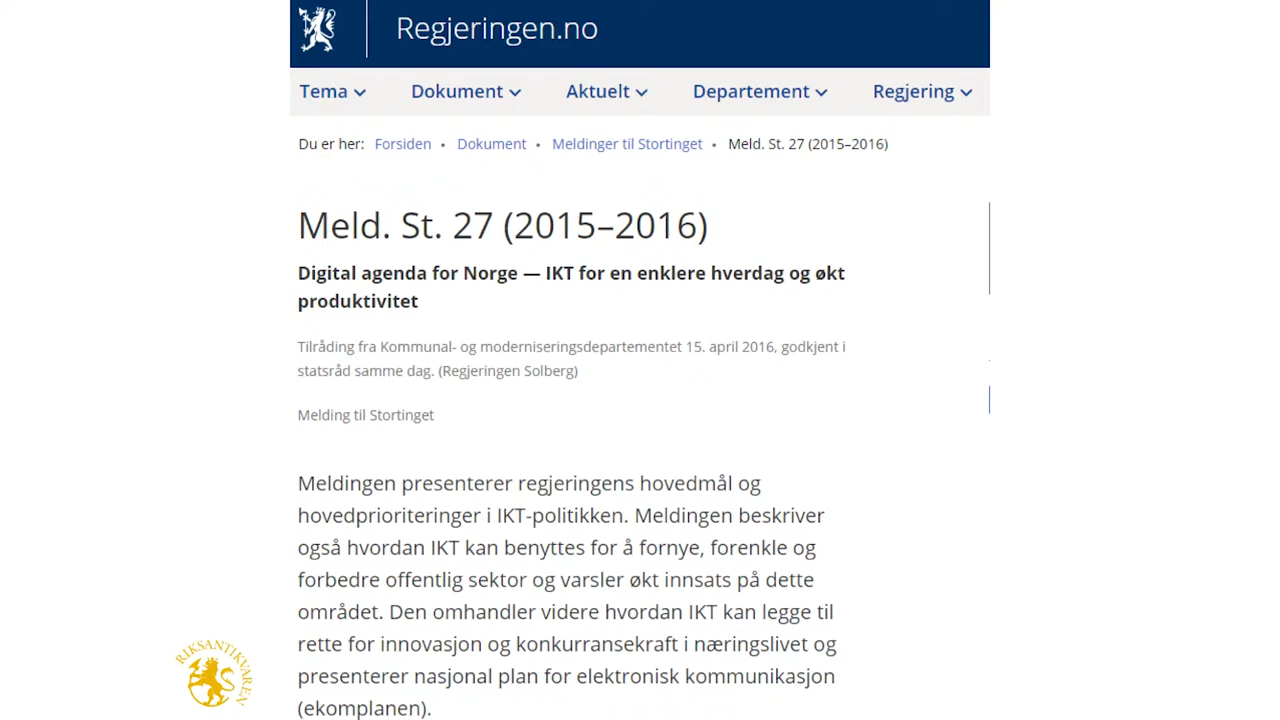 Regjeringen.no
Tema Dokument Aktuelt Departement Regjering
Du er her: Forsiden • Dokument • Meldinger til Stortinget • Meld. St. 27 (2015–2016)
Meld. St. 27 (2015–2016)
Digital agenda for Norge — IKT for en enklere hverdag og økt
produktivitet
Tilråding fra Kommunal- og moderniseringsdepartementet 15. april 2016, godkjent i
statsråd samme dag. (Regjeringen Solberg)
Melding til Stortinget
Meldingen presenterer regjeringens hovedmål og
hovedprioriteringer i IKT-politikken. Meldingen beskriver
også hvordan IKT kan benyttes for å fornye, forenkle og
forbedre offentlig sektor og varsler økt innsats på dette
området. Den omhandler videre hvordan IKT kan legge til
rette for innovasjon og konkurransekraft i næringslivet og
presenterer nasjonal plan for elektronisk kommunikasjon
(ekomplanen).
RIKSANTIKVAREN